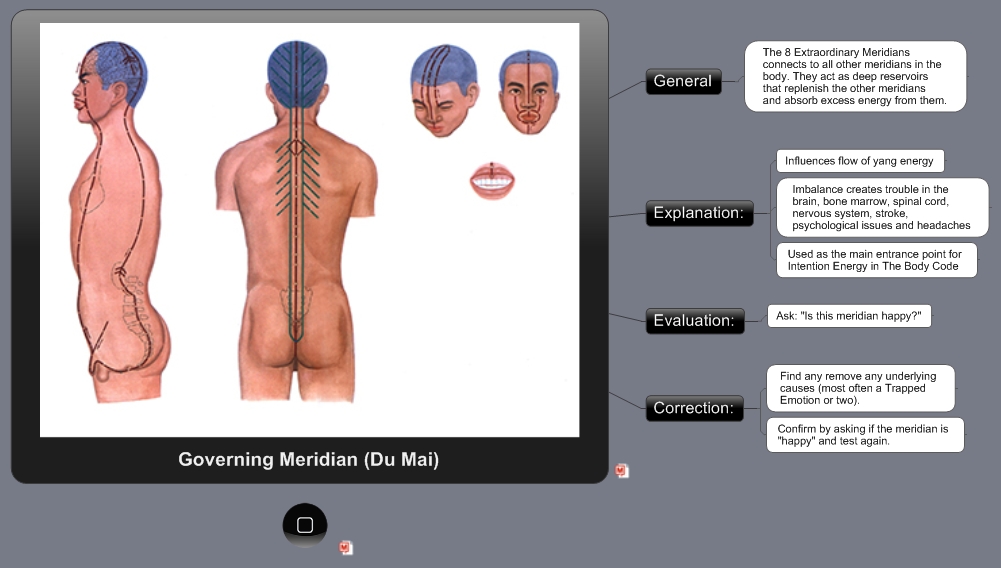 General
The 8 Extraordinary Meridians
connects to all other meridians in the
body. They act as deep reservoirs
that replenish the other meridians
and absorb excess energy from them.
Explanation:
Influences flow of yang energy
Imbalance creates trouble in the
brain, bone marrow, spinal cord,
nervous system, stroke,
psychological issues and headaches
Used as the main entrance point for
Intention Energy in The Body Code
Evaluation:
Ask: "Is this meridian happy?"
Correction:
Find any remove any underlying
causes (most often a Trapped
Emotion or two).
Confirm by asking if the meridian is
"happy" and test again.
Governing Meridian (Du Mai)